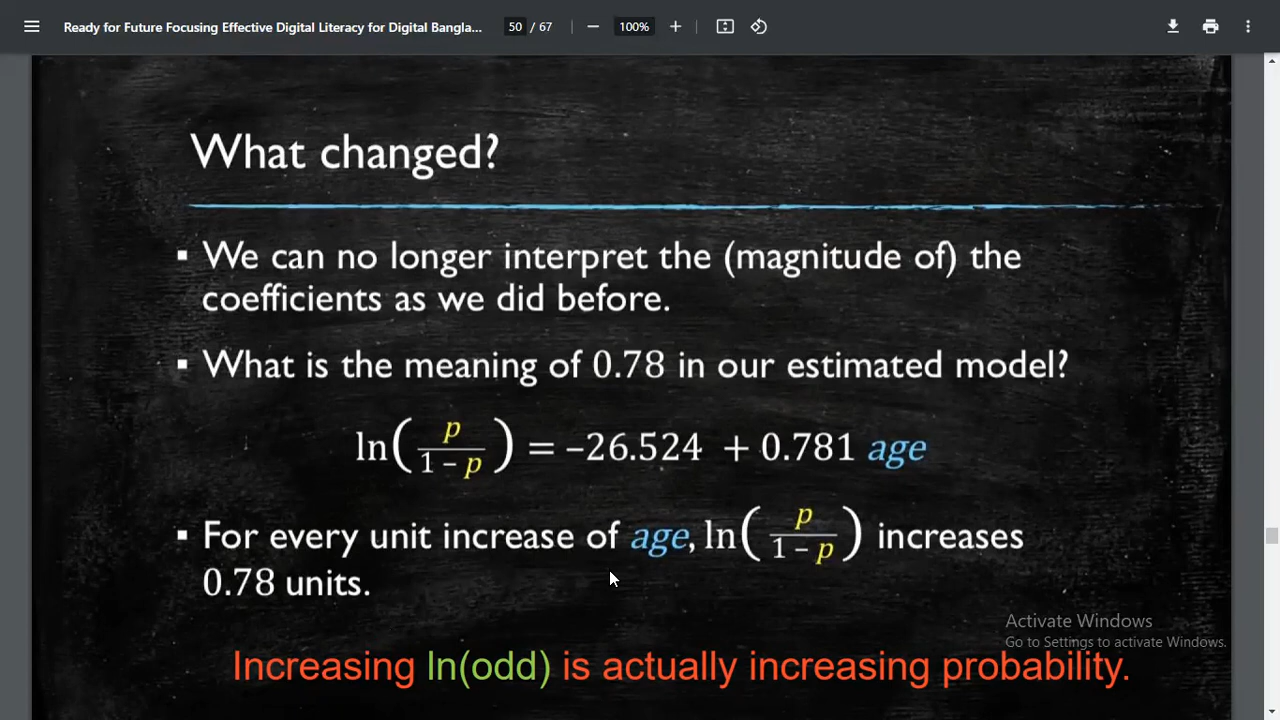 Ready for Future Focusing Effective Digital Literacy for Digital Bangla...
50 / 67
100%
What changed?
▪ We can no longer interpret the (magnitude of) the
coefficients as we did before.
▪ What is the meaning of 0.78 in our estimated model?
ln(p/(1 – p)) = –26.524 + 0.781 age
▪ For every unit increase of age, ln(p/(1 – p)) increases
0.78 units.
Activate Windows
Go to Settings to activate Windows.
Increasing ln(odd) is actually increasing probability.